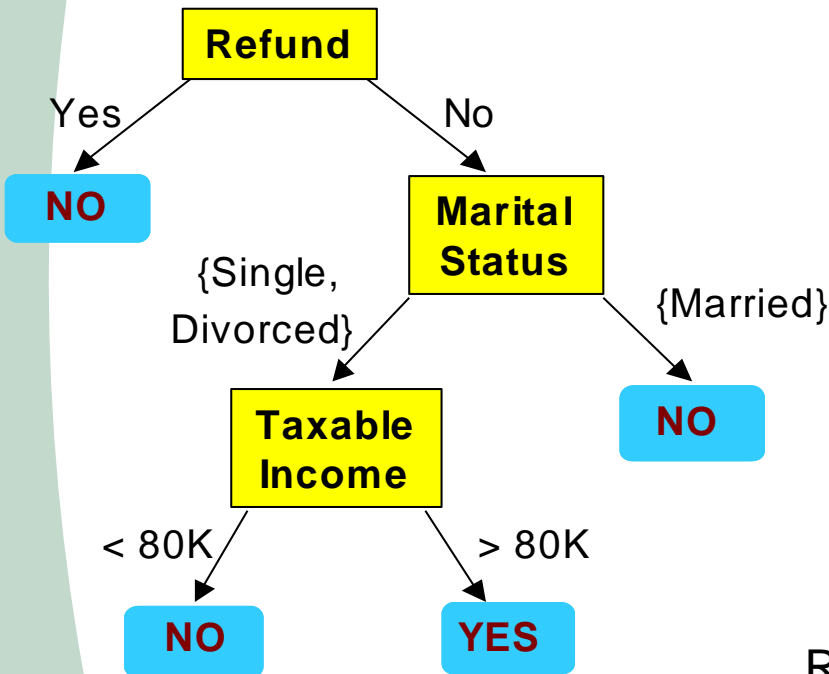 Refund
Yes
No
NO
Marital
Status
{Single,
Divorced}
{Married}
Taxable
Income
NO
< 80K
> 80K
NO
YES
R